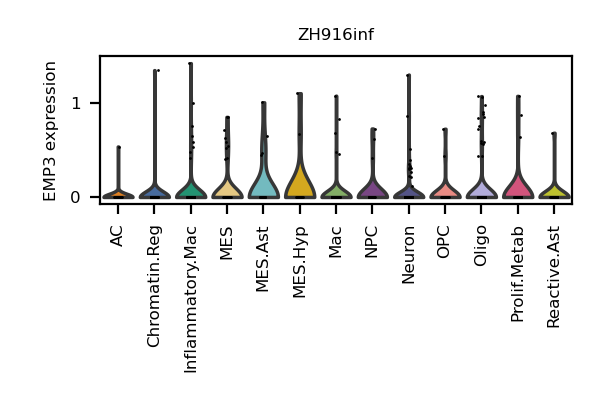 ZH916inf
EMP3 expression
1
0
AC
Chromatin.Reg
Inflammatory.Mac
MES
MES.Ast
MES.Hyp
Mac
NPC
Neuron
OPC
Oligo
Prolif.Metab
Reactive.Ast